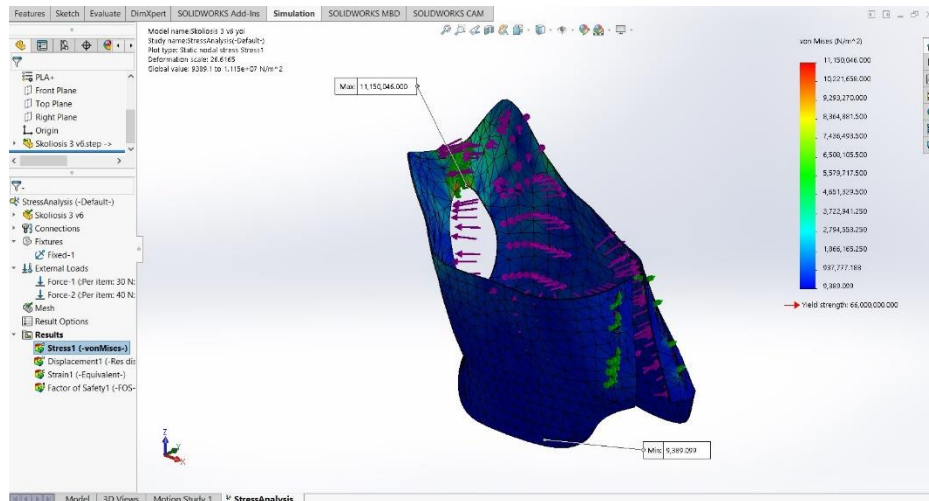 Features Sketch Evaluate DimXpert SOLIDWORKS Add-Ins Simulation SOLIDWORKS MBD SOLIDWORKS CAM
Model name:Skoliosis 3 v6 yol
Study name:StressAnalysis(-Default-)
Plot type: Static nodal stress Stress1
Deformation scale: 26.6165
Global value: 9389.1 to 1.115e+07 N/m^2
PLA+
Front Plane
Top Plane
Right Plane
Origin
Skoliosis 3 v6.step ->
StressAnalysis (-Default-)
Skoliosis 3 v6
Connections
Fixtures
Fixed-1
External Loads
Force-1 (:Per item: 30 N:
Force-2 (:Per item: 40 N:
Mesh
Result Options
Results
Stress1 (-vonMises-)
Displacement1 (-Res dis
Strain1 (-Equivalent-)
Factor of Safety1 (-FOS-
Max: 11,150,046.000
Min: 9,389.099
von Mises (N/m^2)
11,150,046.000
10,221,658.000
9,293,270.000
8,364,881.500
7,436,493.500
6,508,105.500
5,579,717.500
4,651,329.500
3,722,941.250
2,794,553.250
1,866,165.250
937,777.188
9,389.099
Yield strength: 66,000,000.000
Z
Y
X
Model 3D Views Motion Study 1 StressAnalysis